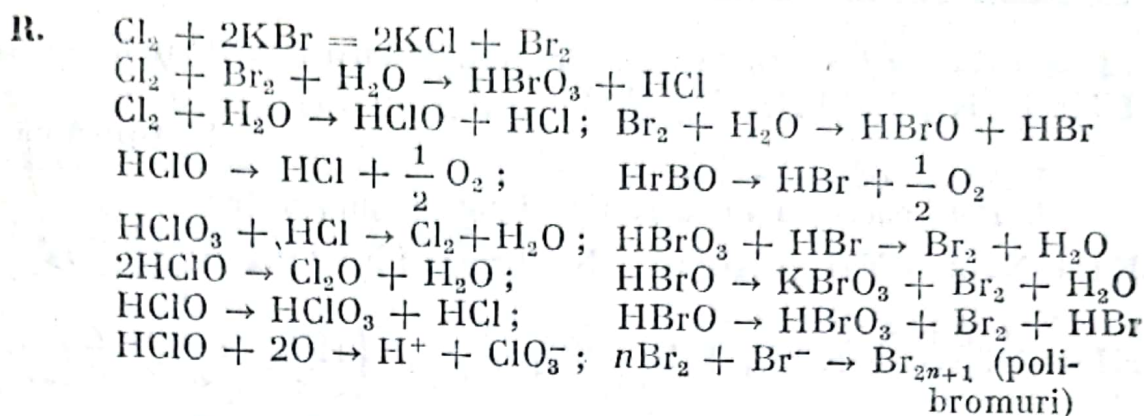 R. Cl₂ + 2KBr = 2KCl + Br₂
Cl₂ + Br₂ + H₂O → HBrO₃ + HCl
Cl₂ + H₂O → HClO + HCl; Br₂ + H₂O → HBrO + HBr
HClO → HCl + 1/2 O₂; HrBO → HBr + 1/2 O₂
HClO₃ + HCl → Cl₂+H₂O; HBrO₃ + HBr → Br₂ + H₂O
2HClO → Cl₂O + H₂O; HBrO → KBrO₃ + Br₂ + H₂O
HClO → HClO₃ + HCl; HBrO → HBrO₃ + Br₂ + HBr
HClO + 2O → H⁺ + ClO₃⁻; nBr₂ + Br⁻ → Br₂ₙ₊₁ (poli-
bromuri)